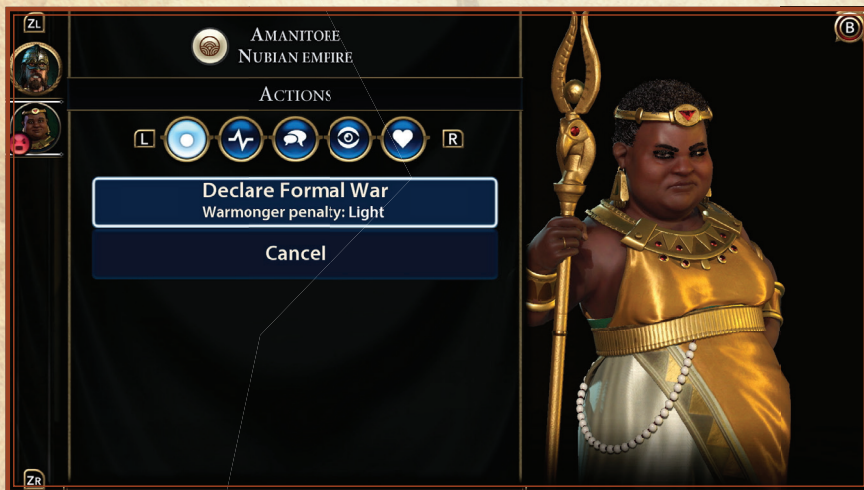 ZL
B
AMANITORE
NUBIAN EMPIRE
ACTIONS
L
R
Declare Formal War
Warmonger penalty: Light
Cancel
ZR